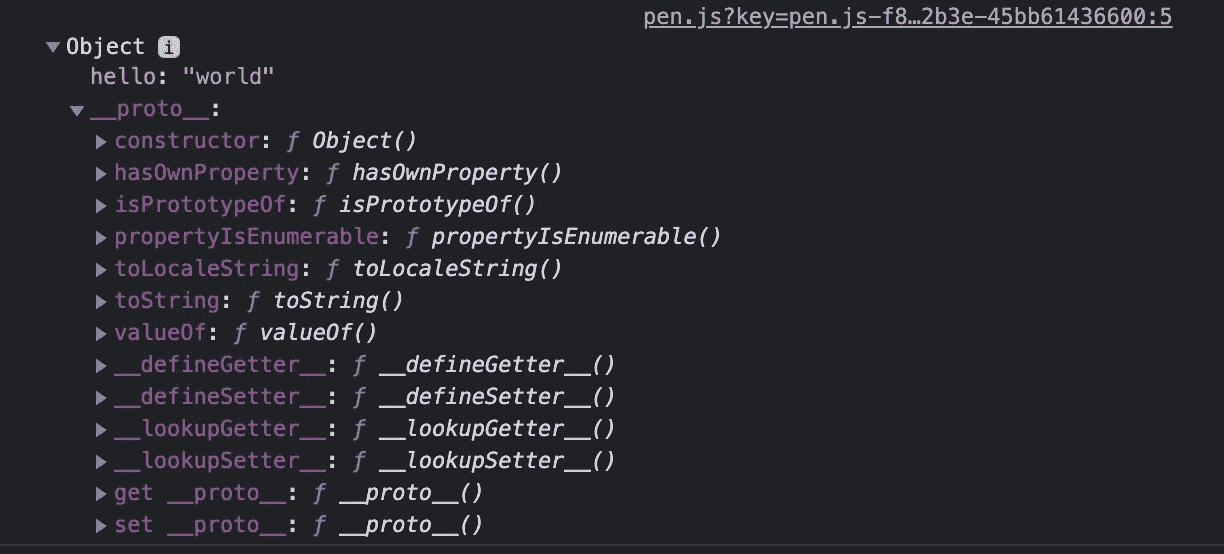 pen.js?key=pen.js-f8…2b3e-45bb61436600:5
Object i
hello: "world"
__proto__:
constructor: ƒ Object()
hasOwnProperty: ƒ hasOwnProperty()
isPrototypeOf: ƒ isPrototypeOf()
propertyIsEnumerable: ƒ propertyIsEnumerable()
toLocaleString: ƒ toLocaleString()
toString: ƒ toString()
valueOf: ƒ valueOf()
__defineGetter__: ƒ __defineGetter__()
__defineSetter__: ƒ __defineSetter__()
__lookupGetter__: ƒ __lookupGetter__()
__lookupSetter__: ƒ __lookupSetter__()
get __proto__: ƒ __proto__()
set __proto__: ƒ __proto__()